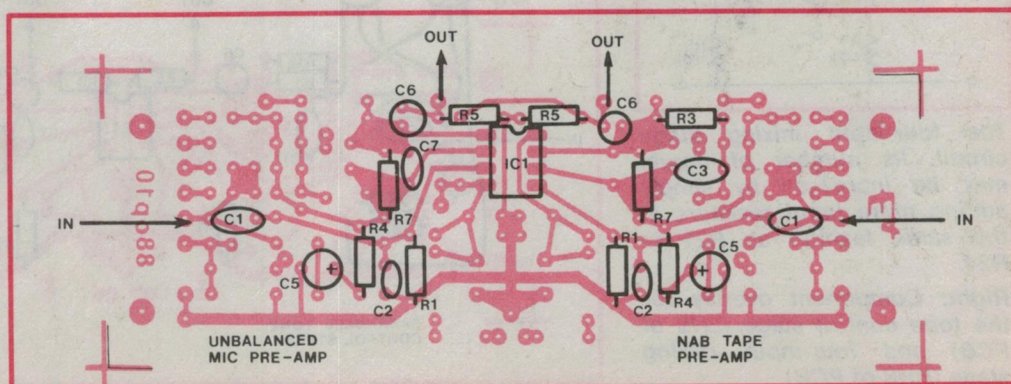 OUT
OUT
C6
R5
R5
C6
R3
C7
IC1
C3
IN
C1
R7
R7
C1
IN
R4
R1
C5
C5
C2
R1
C2
R4
UNBALANCED
MIC PRE-AMP
NAB TAPE
PRE-AMP